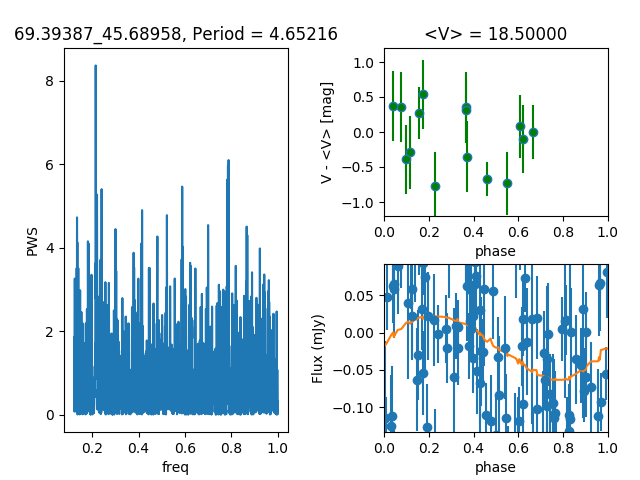 69.39387_45.68958, Period = 4.65216
<V> = 18.50000
8
6
4
2
0
PWS
0.2 0.4 0.6 0.8 1.0
freq
1.0
0.5
0.0
−0.5
−1.0
V - <V> [mag]
0.0 0.2 0.4 0.6 0.8 1.0
phase
0.05
0.00
−0.05
−0.10
Flux (mJy)
0.0 0.2 0.4 0.6 0.8 1.0
phase